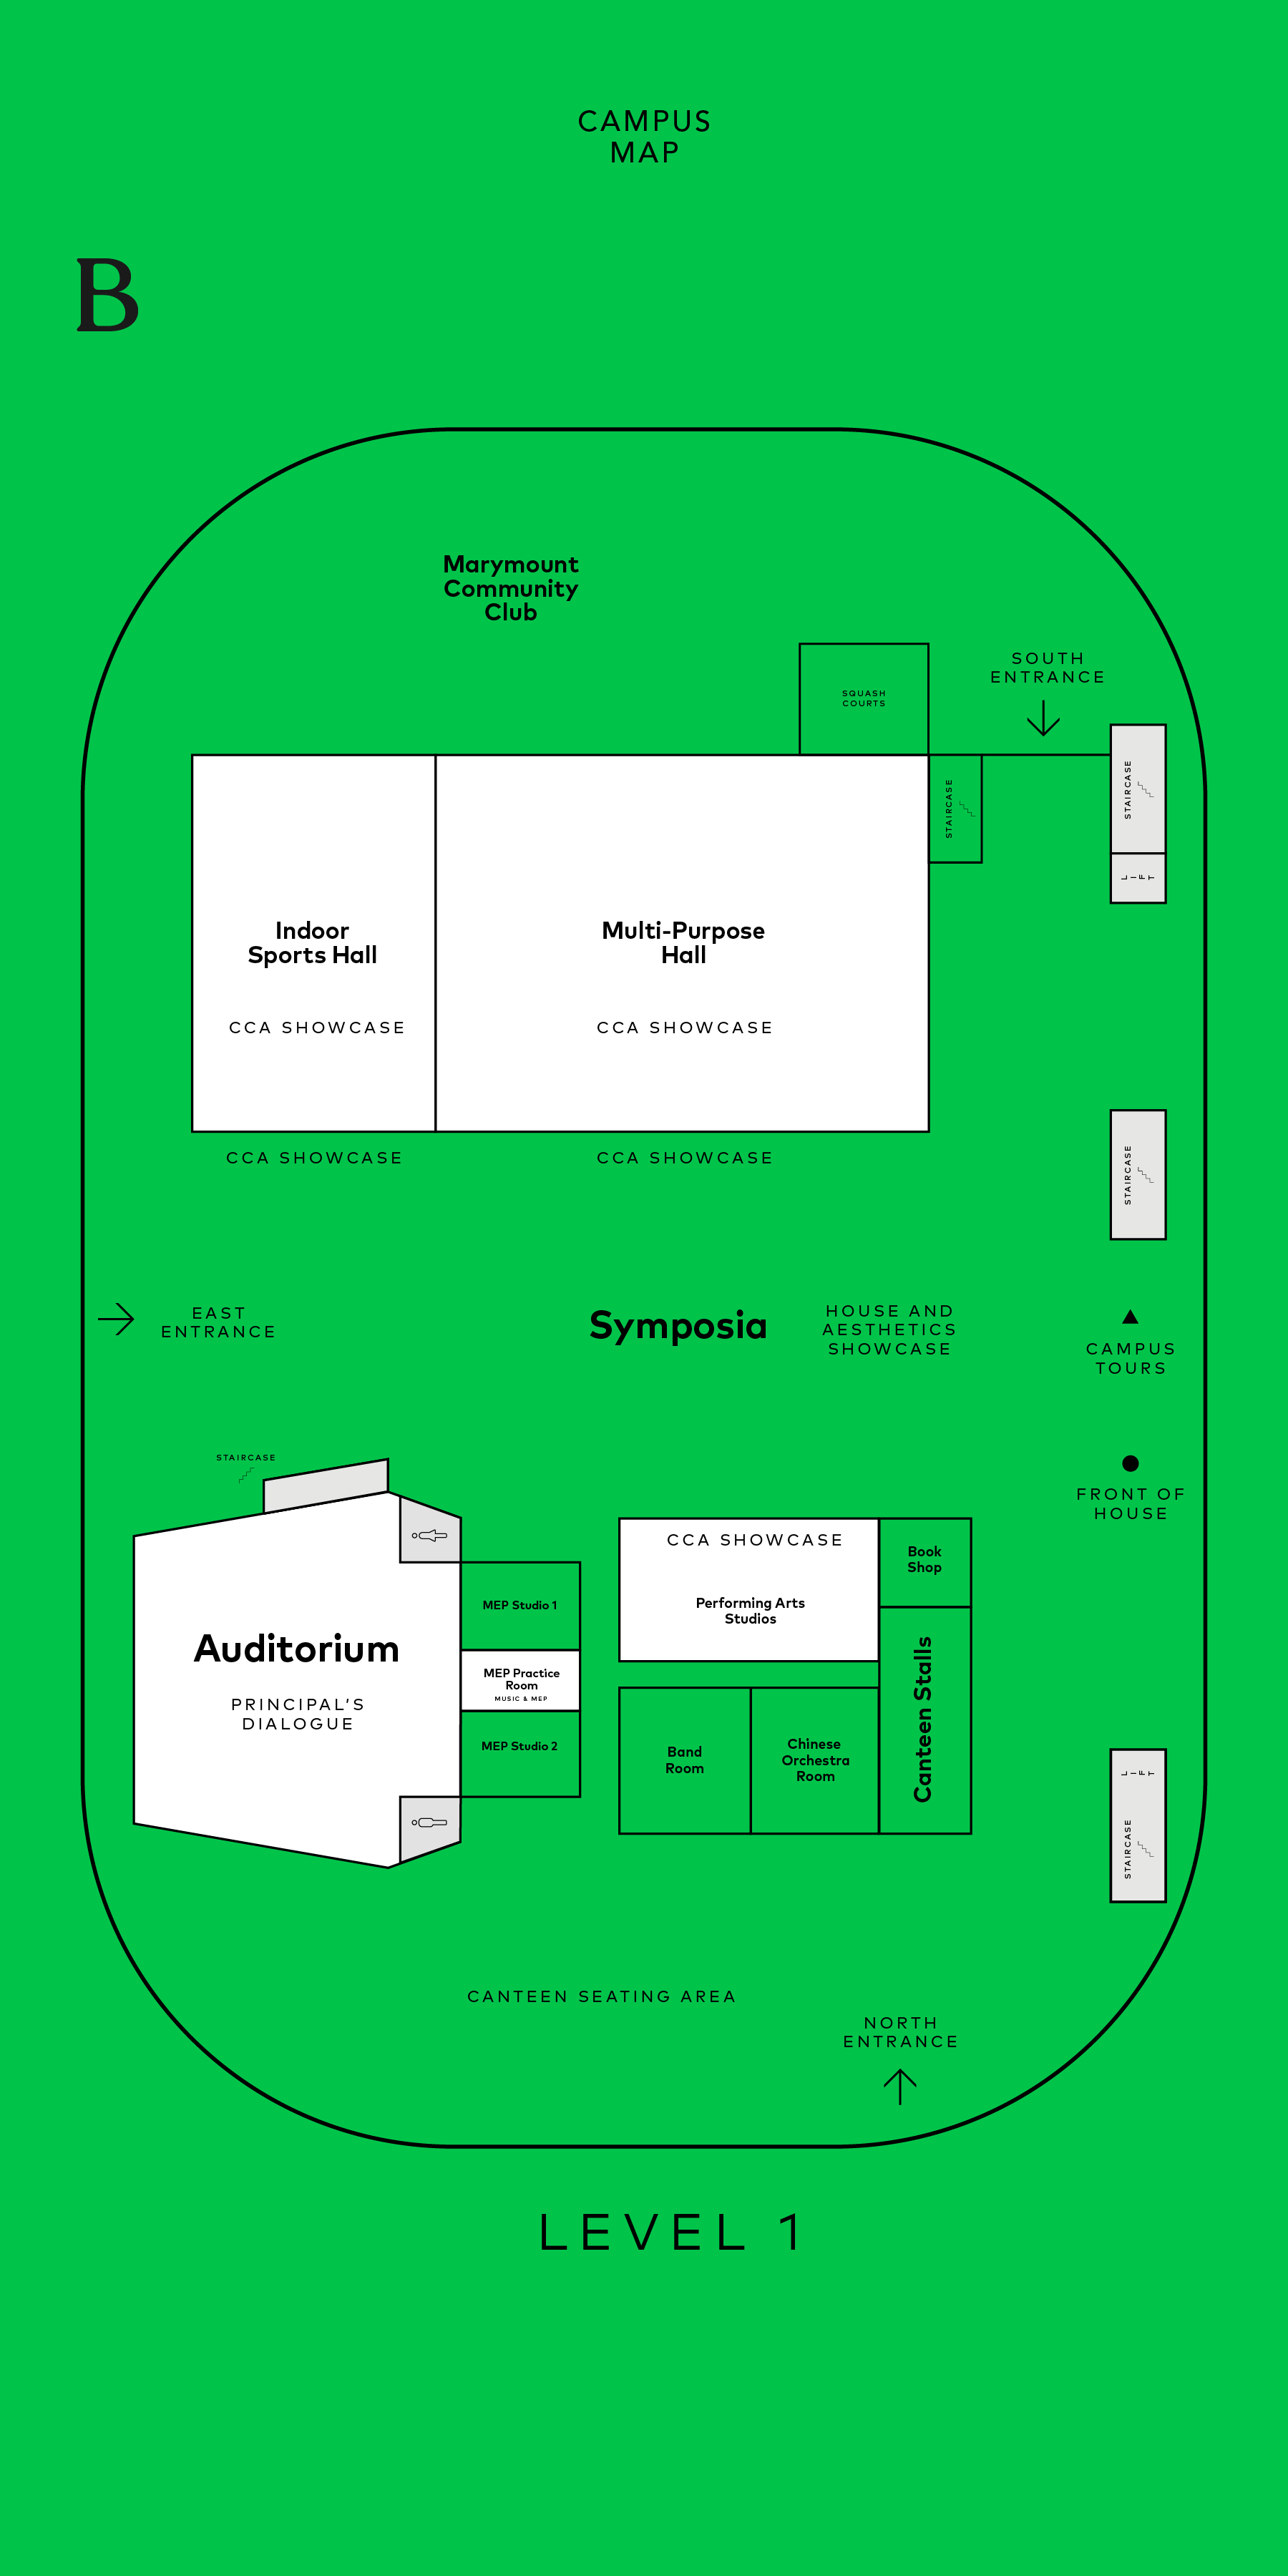 CAMPUS
MAP
B
Marymount
Community
Club
SQUASH
COURTS
SOUTH
ENTRANCE
STAIRCASE
STAIRCASE
LIFT
Indoor
Sports Hall
CCA SHOWCASE
Multi-Purpose
Hall
CCA SHOWCASE
CCA SHOWCASE
CCA SHOWCASE
STAIRCASE
EAST
ENTRANCE
Symposia
HOUSE AND
AESTHETICS
SHOWCASE
CAMPUS
TOURS
STAIRCASE
FRONT OF
HOUSE
Auditorium
PRINCIPAL'S
DIALOGUE
MEP Studio 1
MEP Practice
Room
MUSIC & MEP
MEP Studio 2
CCA SHOWCASE
Performing Arts
Studios
Book
Shop
Canteen Stalls
Band
Room
Chinese
Orchestra
Room
LIFT
STAIRCASE
CANTEEN SEATING AREA
NORTH
ENTRANCE
LEVEL 1